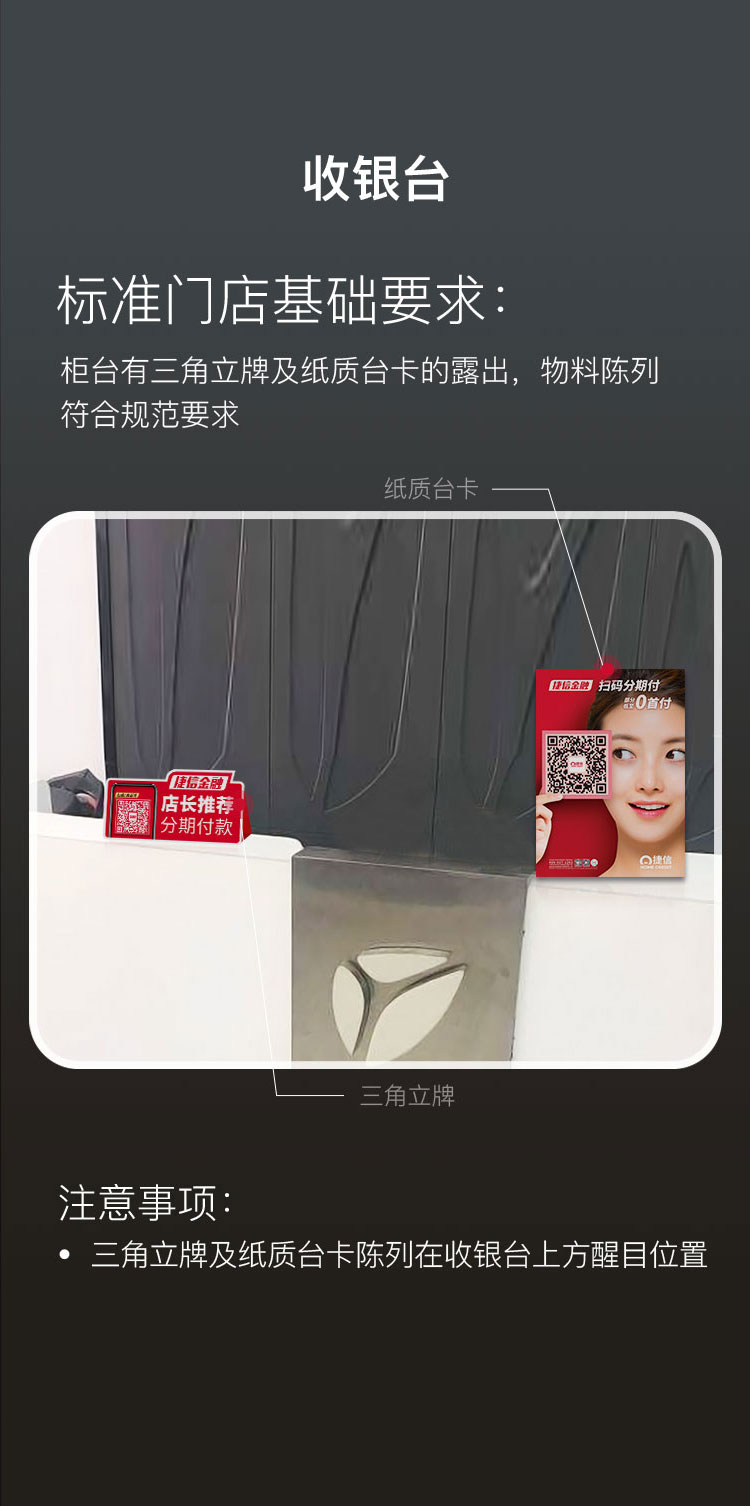 收银台
标准门店基础要求：
柜台有三角立牌及纸质台卡的露出，物料陈列
符合规范要求
纸质台卡
捷信金融 扫码分期付
0首付
捷信金融
店长推荐
分期付款
捷信
HOME CREDIT
三角立牌
注意事项：
• 三角立牌及纸质台卡陈列在收银台上方醒目位置